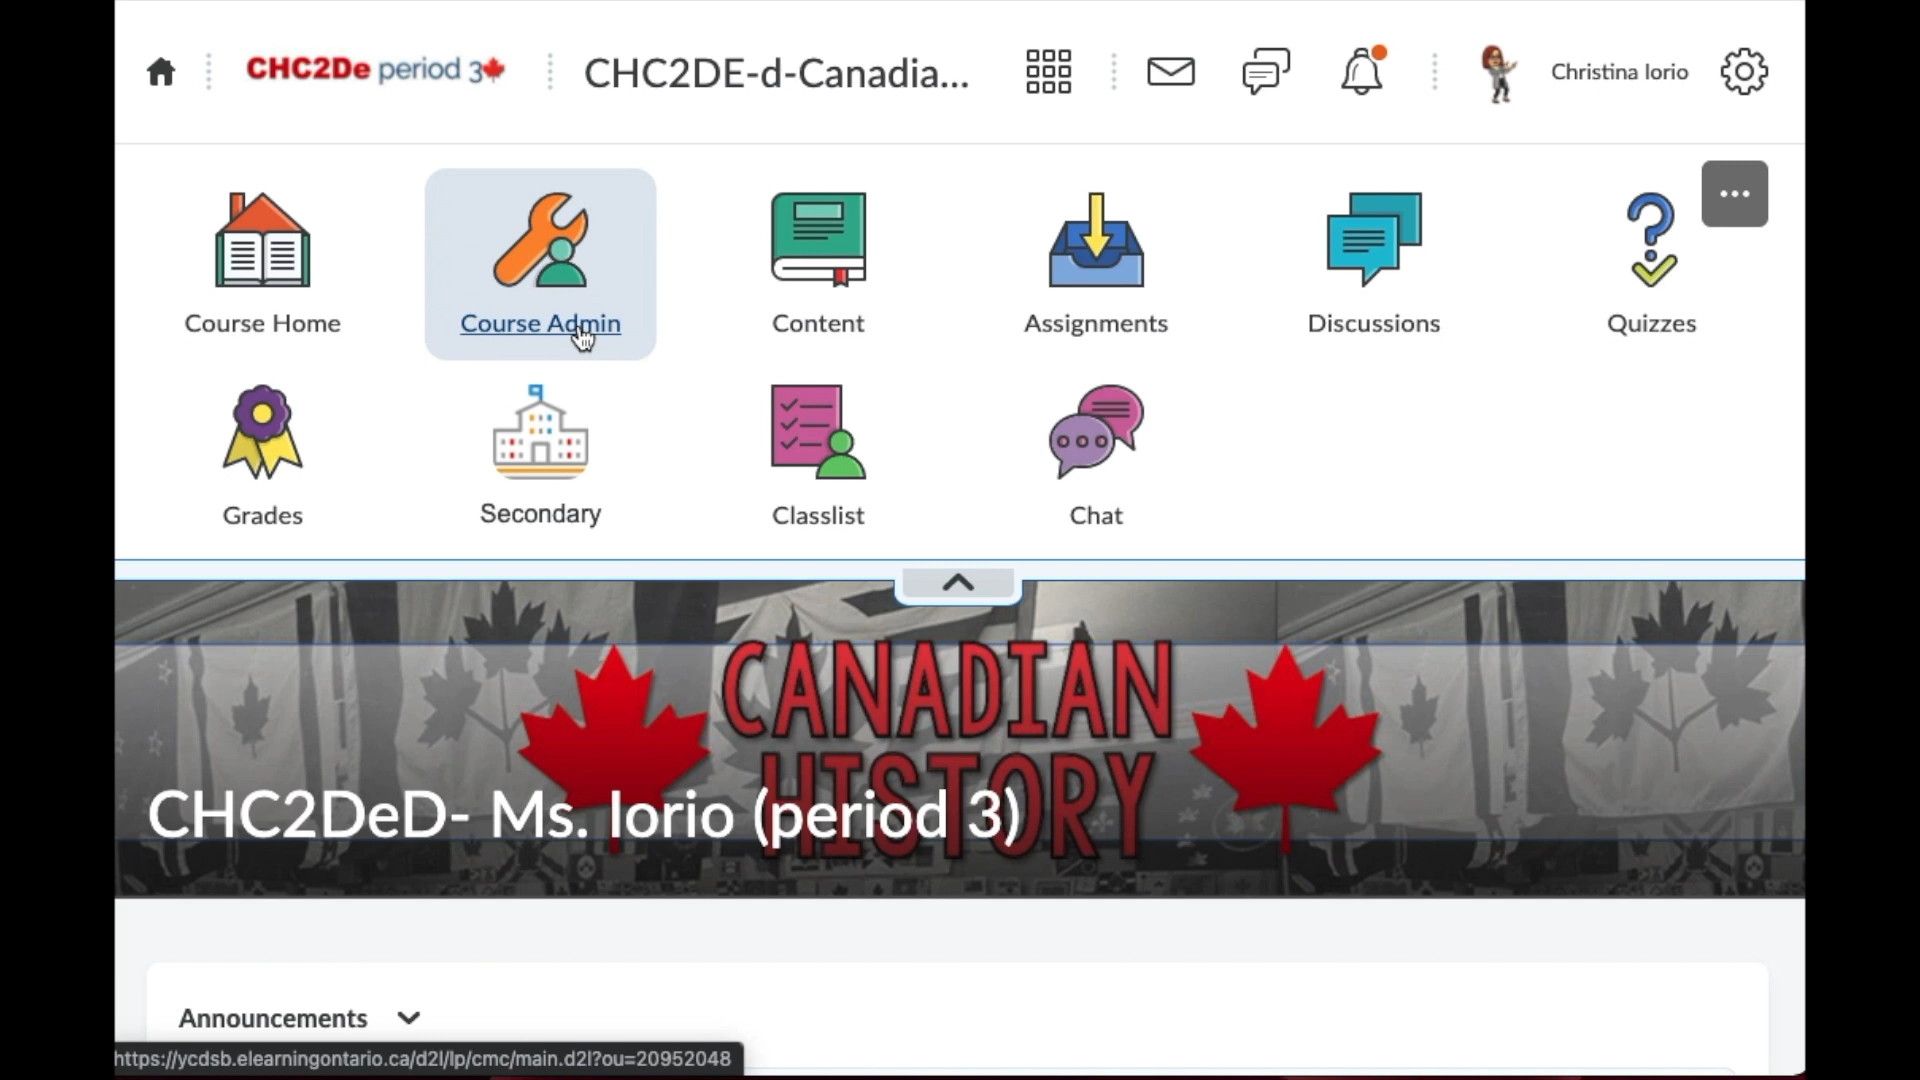 CHC2De period 3
CHC2DE-d-Canadia...
Christina Iorio
Course Home
Course Admin
Content
Assignments
Discussions
Quizzes
Grades
Secondary
Classlist
Chat
CANADIAN
HISTORY
CHC2DeD- Ms. Iorio (period 3)
Announcements
https://ycdsb.elearningontario.ca/d2l/lp/cmc/main.d2l?ou=20952048